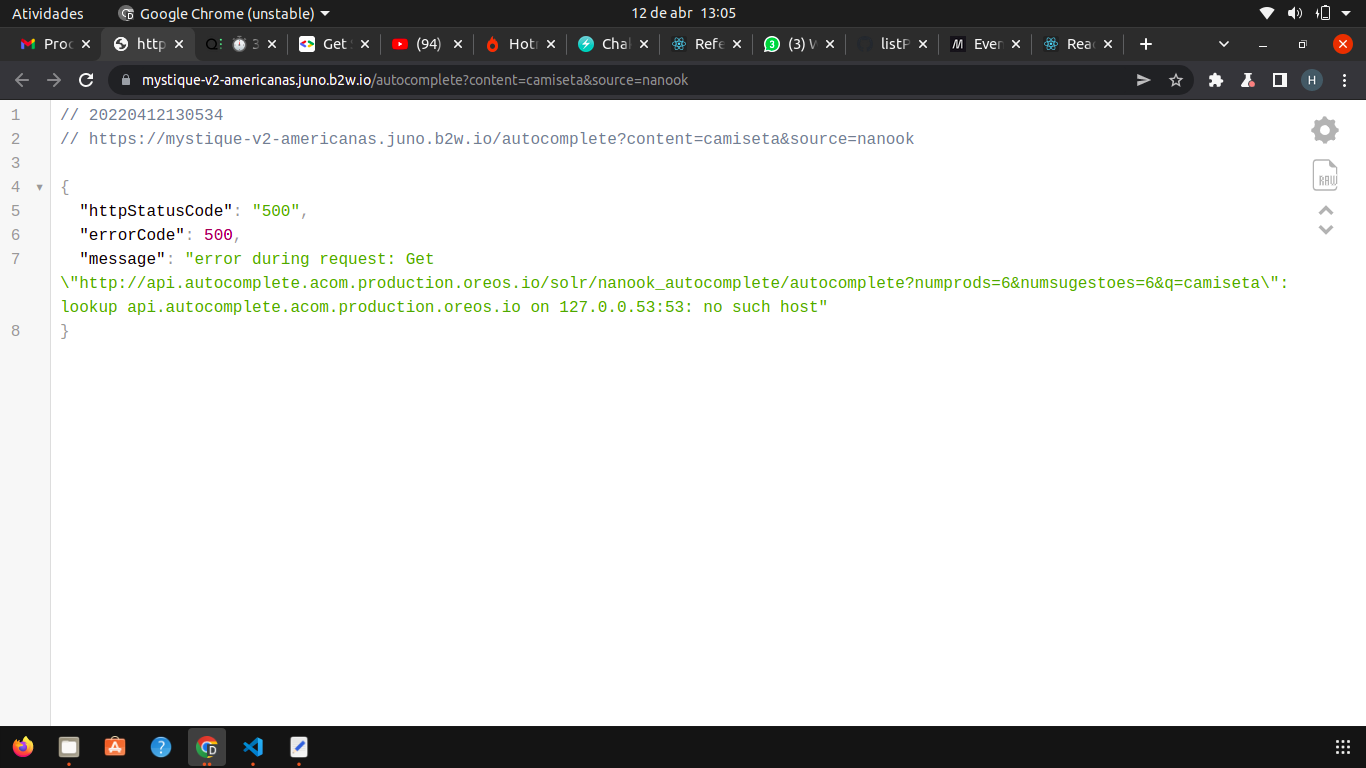 Atividades
Google Chrome (unstable)
12 de abr 13:05
Proc
http
3
Get
(94)
Hotr
Chal
Refe
(3) W
listP
Even
Reac
mystique-v2-americanas.juno.b2w.io/autocomplete?content=camiseta&source=nanook
H
1 // 20220412130534
2 // https://mystique-v2-americanas.juno.b2w.io/autocomplete?content=camiseta&source=nanook
3
4 {
5 "httpStatusCode": "500",
6 "errorCode": 500,
7 "message": "error during request: Get
\"http://api.autocomplete.acom.production.oreos.io/solr/nanook_autocomplete/autocomplete?numprods=6&numsugestoes=6&q=camiseta\":
lookup api.autocomplete.acom.production.oreos.io on 127.0.0.53:53: no such host"
8 }
RAW